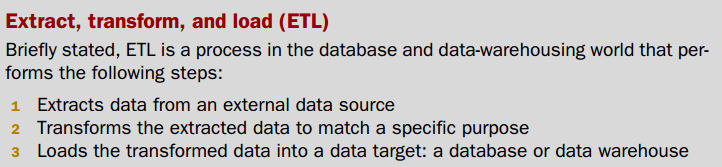 Extract, transform, and load (ETL)
Briefly stated, ETL is a process in the database and data-warehousing world that per-
forms the following steps:
1 Extracts data from an external data source
2 Transforms the extracted data to match a specific purpose
3 Loads the transformed data into a data target: a database or data warehouse